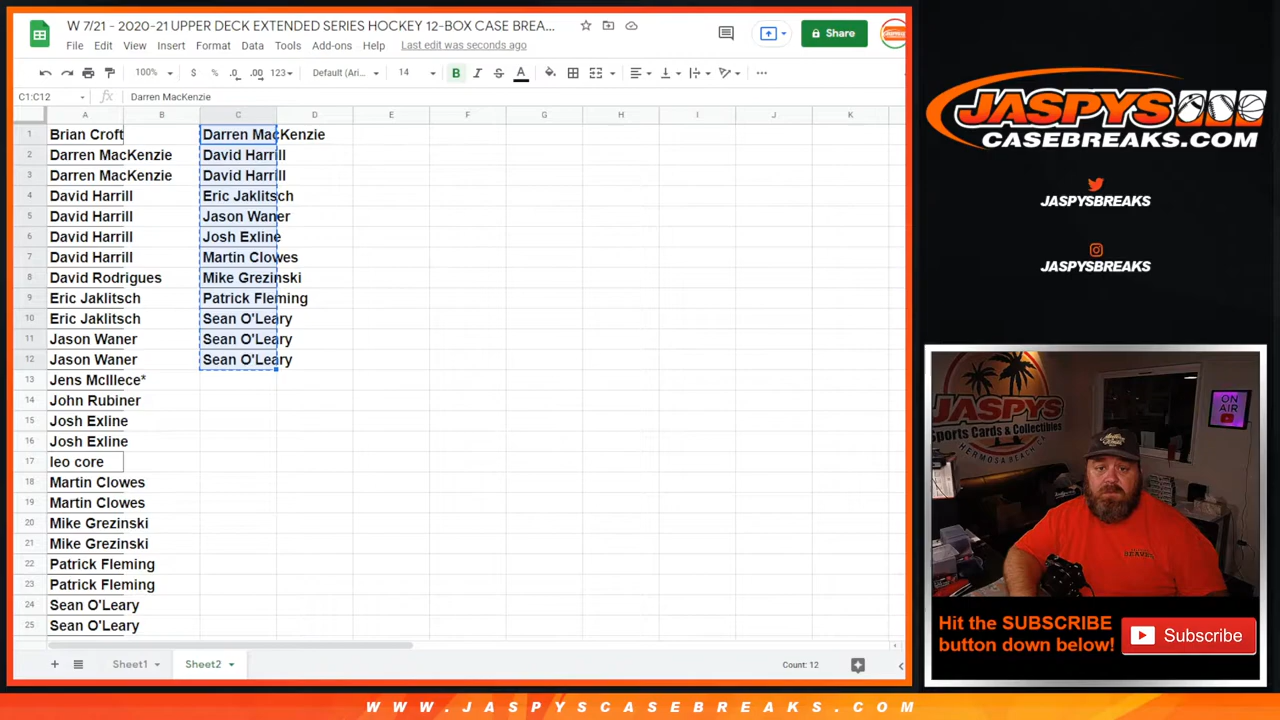 W 7/21 - 2020-21 UPPER DECK EXTENDED SERIES HOCKEY 12-BOX CASE BREA...
File Edit View Insert Format Data Tools Add-ons Help Last edit was seconds ago
Share
100% $ % .0 .00 123 Default (Ari... 14 B I S A
C1:C12 fx Darren MacKenzie
A B C D E F G H I J K
1 Brian Croft Darren MacKenzie
2 Darren MacKenzie David Harrill
3 Darren MacKenzie David Harrill
4 David Harrill Eric Jaklitsch
5 David Harrill Jason Waner
6 David Harrill Josh Exline
7 David Harrill Martin Clowes
8 David Rodrigues Mike Grezinski
9 Eric Jaklitsch Patrick Fleming
10 Eric Jaklitsch Sean O'Leary
11 Jason Waner Sean O'Leary
12 Jason Waner Sean O'Leary
13 Jens McIllece*
14 John Rubiner
15 Josh Exline
16 Josh Exline
17 leo core
18 Martin Clowes
19 Martin Clowes
20 Mike Grezinski
21 Mike Grezinski
22 Patrick Fleming
23 Patrick Fleming
24 Sean O'Leary
25 Sean O'Leary
Sheet1 Sheet2 Count: 12
JASPYS
CASEBREAKS.COM
JASPYSBREAKS
JASPYSBREAKS
JASPYS
Sports Cards & Collectibles
HERMOSA BEACH, CA
ON AIR
Hit the SUBSCRIBE
button down below!
Subscribe
WWW.JASPYSCASEBREAKS.COM